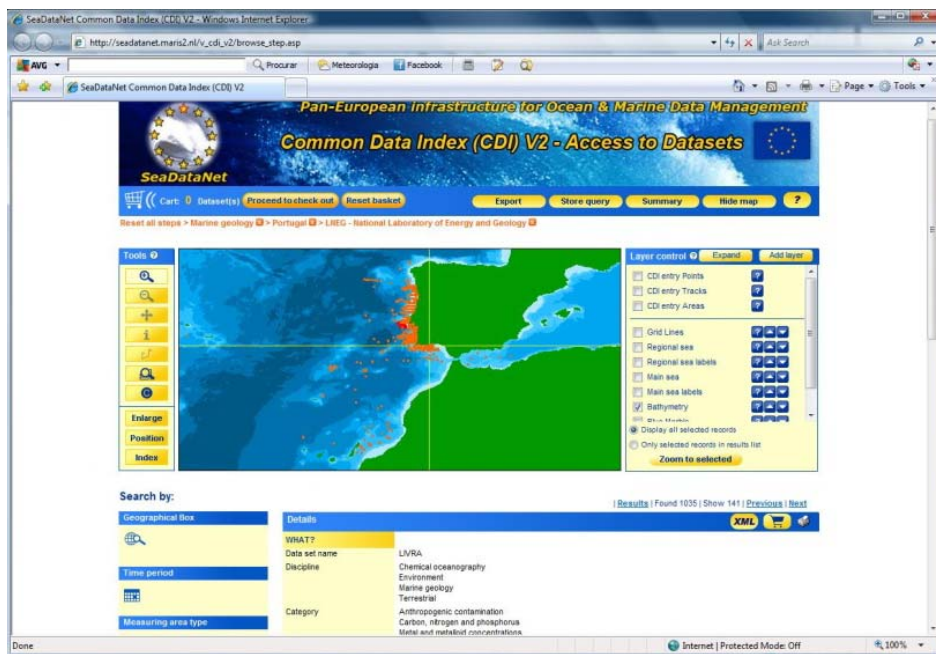 SeaDataNet Common Data Index (CDI) V2 - Windows Internet Explorer
http://seadatanet.maris2.nl/v_cdi_v2/browse_step.asp
Ask Search
AVG
Procurar
Meteorologia
Facebook
SeaDataNet Common Data Index (CDI) V2
Page
Tools
Pan-European infrastructure for Ocean & Marine Data Management
Common Data Index (CDI) V2 - Access to Datasets
SeaDataNet
Cart: 0 Dataset(s)
Proceed to check out
Reset basket
Export
Store query
Summary
Hide map
?
Reset all steps > Marine geology > Portugal > LNEG - National Laboratory of Energy and Geology
Tools
Enlarge
Position
Index
Layer control
Expand
Add layer
CDI entry Points
CDI entry Tracks
CDI entry Areas
Grid Lines
Regional sea
Regional sea labels
Main sea
Main sea labels
Bathymetry
Display all selected records
Only selected records in results list
Zoom to selected
Search by:
| Results | Found 1035 | Show 141 | Previous | Next
Geographical Box
Time period
Measuring area type
Details
XML
WHAT?
Data set name LIVRA
Discipline Chemical oceanography
Environment
Marine geology
Terrestrial
Category Anthropogenic contamination
Carbon, nitrogen and phosphorus
Metal and metalloid concentrations
Done
Internet | Protected Mode: Off
100%